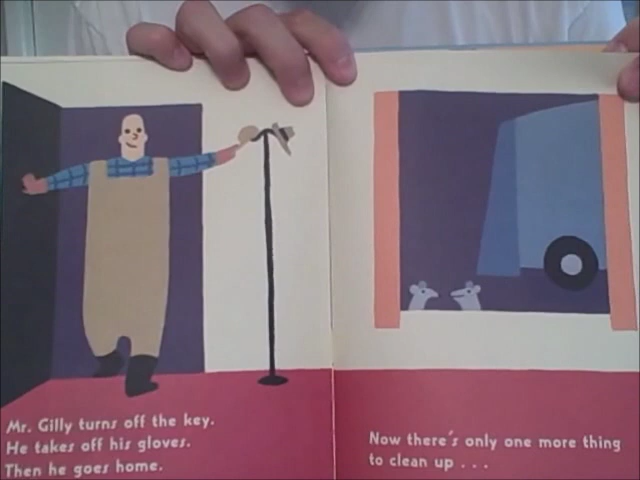 Mr. Gilly turns off the key.
He takes off his gloves.
Then he goes home.
Now there's only one more thing
to clean up . . .